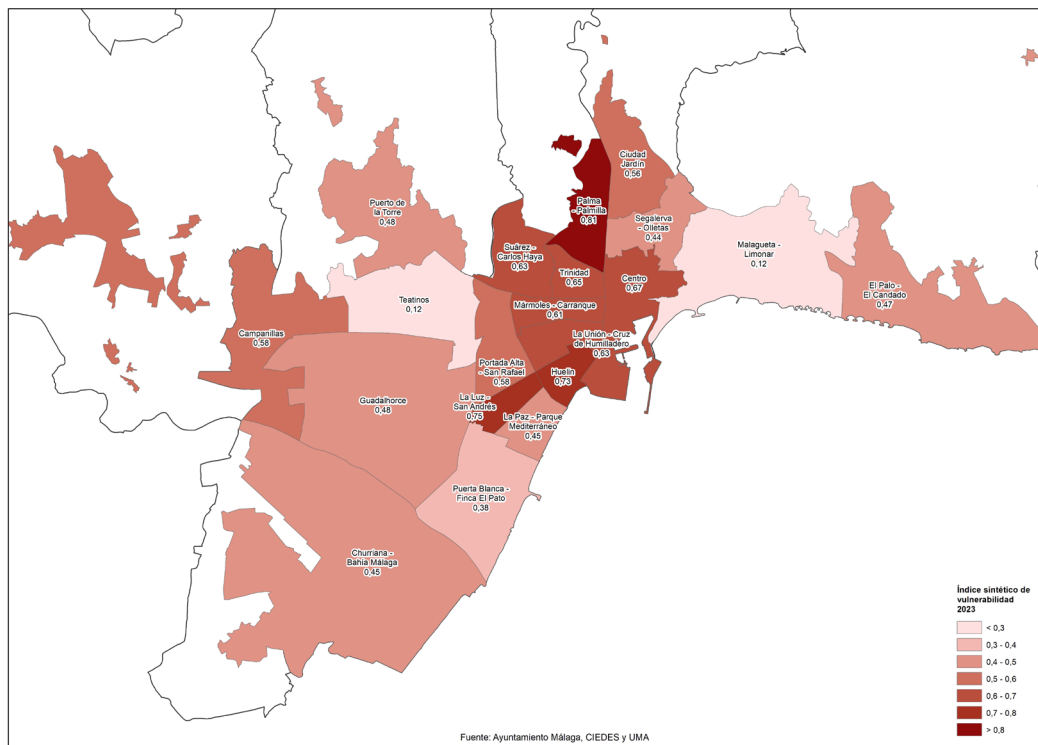 Ciudad
Jardín
0,56
Palma
- Palmilla
0,81
Puerto de
la Torre
0,48
Segalerva -
Olletas
0,44
Suárez -
Carlos Haya
0,63
Malagueta -
Limonar
0,12
Trinidad
0,65
Centro
0,67
El Palo -
El Candado
0,47
Teatinos
0,12
Mármoles - Carranque
0,61
Campanillas
0,58
La Unión - Cruz
de Humilladero
0,63
Portada Alta
- San Rafael
0,58
Huelin
0,73
Guadalhorce
0,48
La Luz -
San Andrés
0,75
La Paz - Parque
Mediterráneo
0,45
Puerta Blanca -
Finca El Pato
0,38
Churriana -
Bahía Málaga
0,45
Índice sintético de
vulnerabilidad
2023
< 0,3
0,3 - 0,4
0,4 - 0,5
0,5 - 0,6
0,6 - 0,7
0,7 - 0,8
> 0,8
Fuente: Ayuntamiento Málaga, CIEDES y UMA